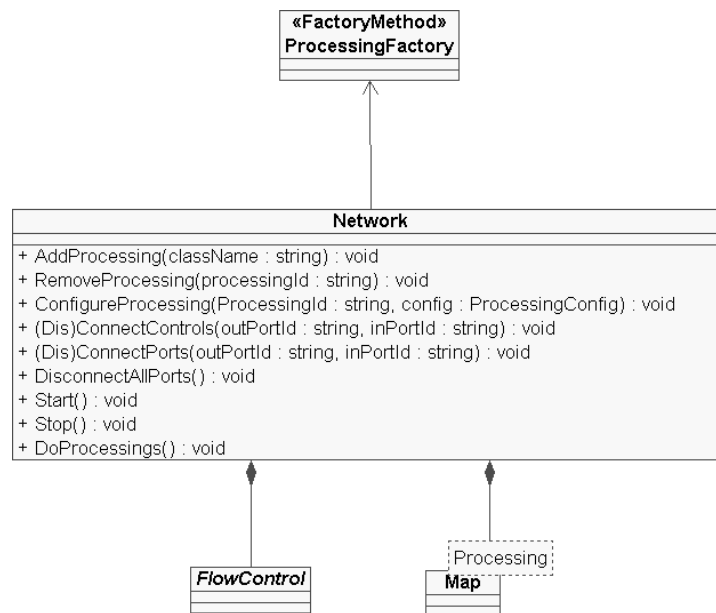 «FactoryMethod»
ProcessingFactory
Network
+ AddProcessing(className : string) : void
+ RemoveProcessing(processingId : string) : void
+ ConfigureProcessing(ProcessingId : string, config : ProcessingConfig) : void
+ (Dis)ConnectControls(outPortId : string, inPortId : string) : void
+ (Dis)ConnectPorts(outPortId : string, inPortId : string) : void
+ DisconnectAllPorts() : void
+ Start() : void
+ Stop() : void
+ DoProcessings() : void
Processing
FlowControl
Map